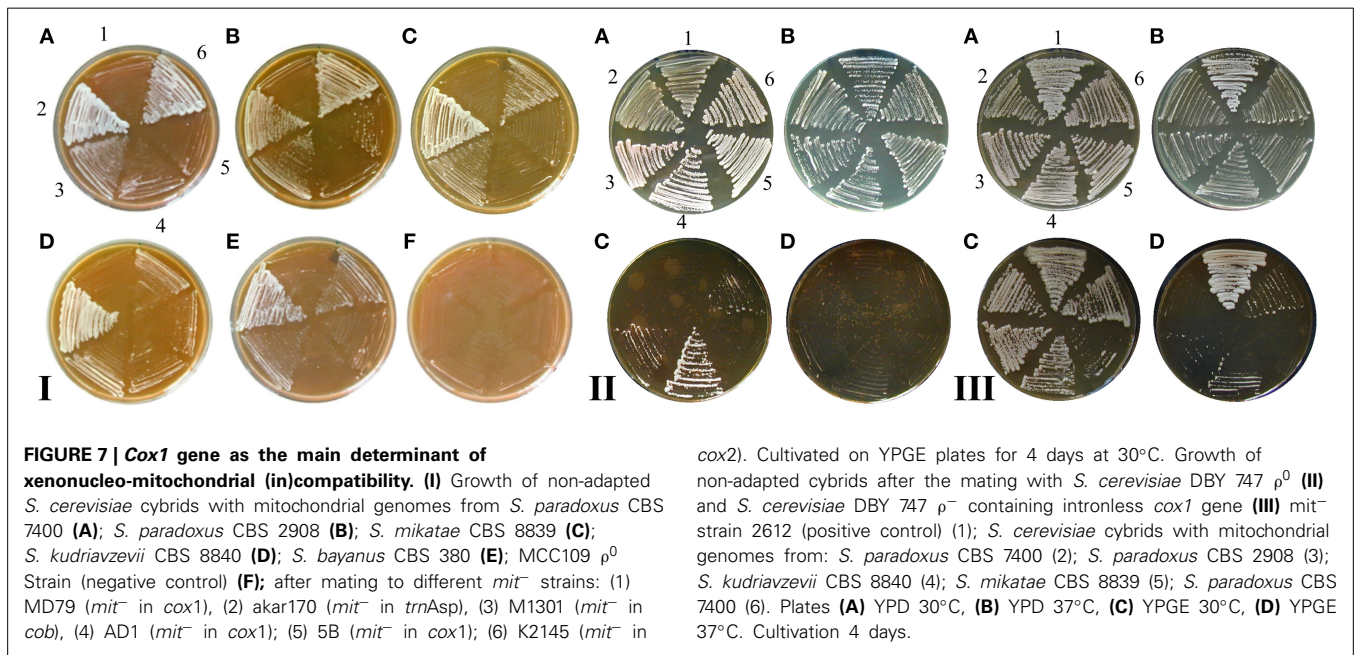 A
B
C
A
B
A
B
1
6
2
3
5
4
1
2
6
3
5
4
1
2
6
3
5
4
D
E
F
C
D
C
D
I
II
III
FIGURE 7 | Cox1 gene as the main determinant of
xenonucleo-mitochondrial (in)compatibility. (I) Growth of non-adapted
S. cerevisiae cybrids with mitochondrial genomes from S. paradoxus CBS
7400 (A); S. paradoxus CBS 2908 (B); S. mikatae CBS 8839 (C);
S. kudriavzevii CBS 8840 (D); S. bayanus CBS 380 (E); MCC109 ρ⁰
Strain (negative control) (F); after mating to different mit⁻ strains: (1)
MD79 (mit⁻ in cox1), (2) akar170 (mit⁻ in trnAsp), (3) M1301 (mit⁻ in
cob), (4) AD1 (mit⁻ in cox1); (5) 5B (mit⁻ in cox1); (6) K2145 (mit⁻ in
cox2). Cultivated on YPGE plates for 4 days at 30°C. Growth of
non-adapted cybrids after the mating with S. cerevisiae DBY 747 ρ⁰ (II)
and S. cerevisiae DBY 747 ρ⁻ containing intronless cox1 gene (III) mit⁻
strain 2612 (positive control) (1); S. cerevisiae cybrids with mitochondrial
genomes from: S. paradoxus CBS 7400 (2); S. paradoxus CBS 2908 (3);
S. kudriavzevii CBS 8840 (4); S. mikatae CBS 8839 (5); S. paradoxus CBS
7400 (6). Plates (A) YPD 30°C, (B) YPD 37°C, (C) YPGE 30°C, (D) YPGE
37°C. Cultivation 4 days.